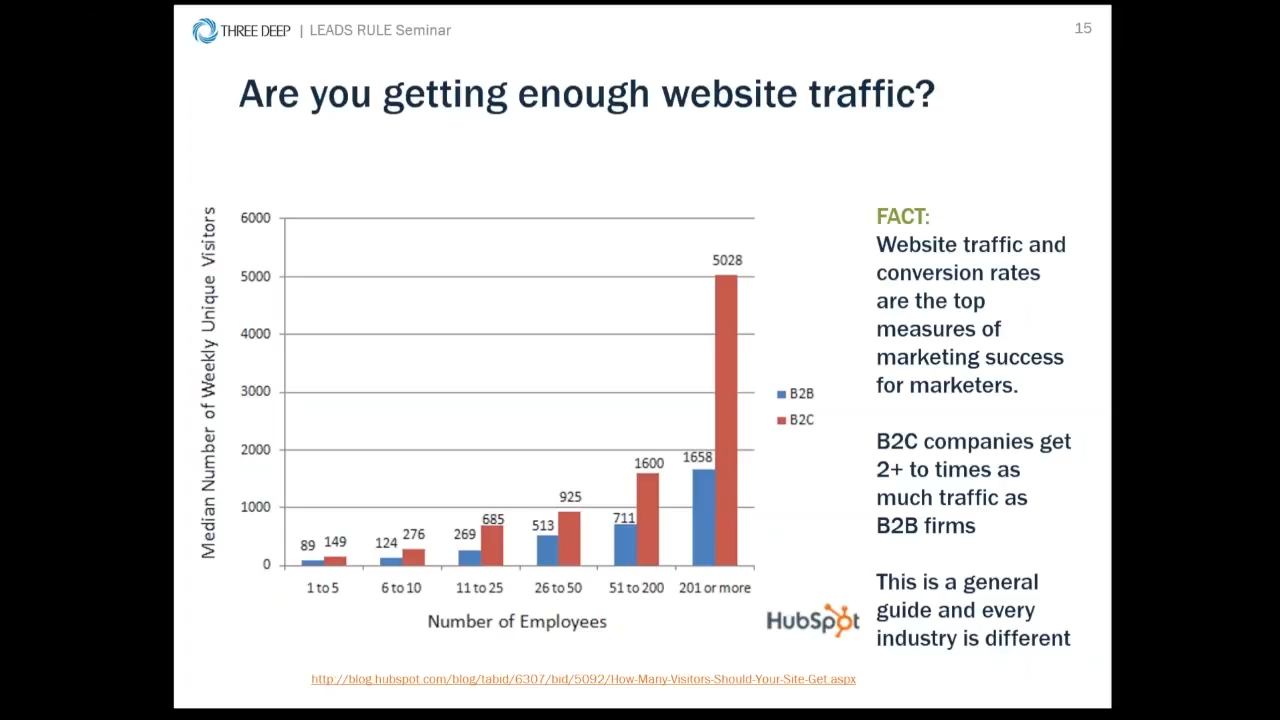 THREE DEEP | LEADS RULE Seminar
15
Are you getting enough website traffic?
Median Number of Weekly Unique Visitors
6000
5000
4000
3000
2000
1000
0
89
149
124
276
269
685
513
925
711
1600
1658
5028
1 to 5
6 to 10
11 to 25
26 to 50
51 to 200
201 or more
Number of Employees
B2B
B2C
HubSpot
FACT:
Website traffic and
conversion rates
are the top
measures of
marketing success
for marketers.
B2C companies get
2+ to times as
much traffic as
B2B firms
This is a general
guide and every
industry is different
http://blog.hubspot.com/blog/tabid/6307/bid/5092/How-Many-Visitors-Should-Your-Site-Get.aspx